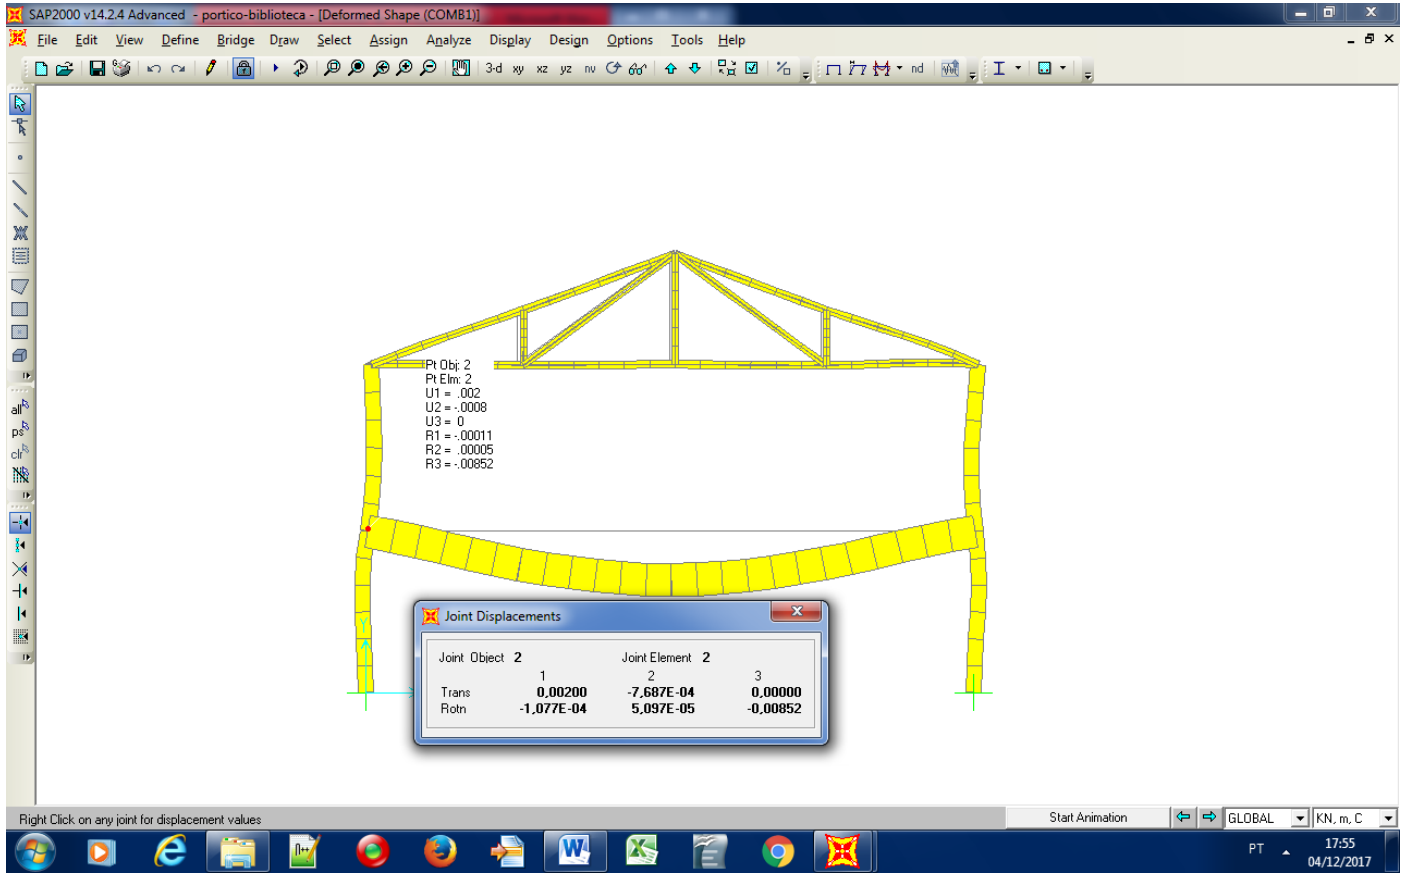 SAP2000 v14.2.4 Advanced - portico-biblioteca - [Deformed Shape (COMB1)]
File Edit View Define Bridge Draw Select Assign Analyze Display Design Options Tools Help
3-d xy xz yz nv nd
all
ps
clr
Pt Obj: 2
Pt Elm: 2
U1 = .002
U2 = -.0008
U3 = 0
R1 = -.00011
R2 = .00005
R3 = -.00852
Joint Displacements
Joint Object 2 Joint Element 2
1 2 3
Trans 0,00200 -7,687E-04 0,00000
Rotn -1,077E-04 5,097E-05 -0,00852
Y
Right Click on any joint for displacement values
Start Animation GLOBAL KN, m, C
PT 17:55
04/12/2017